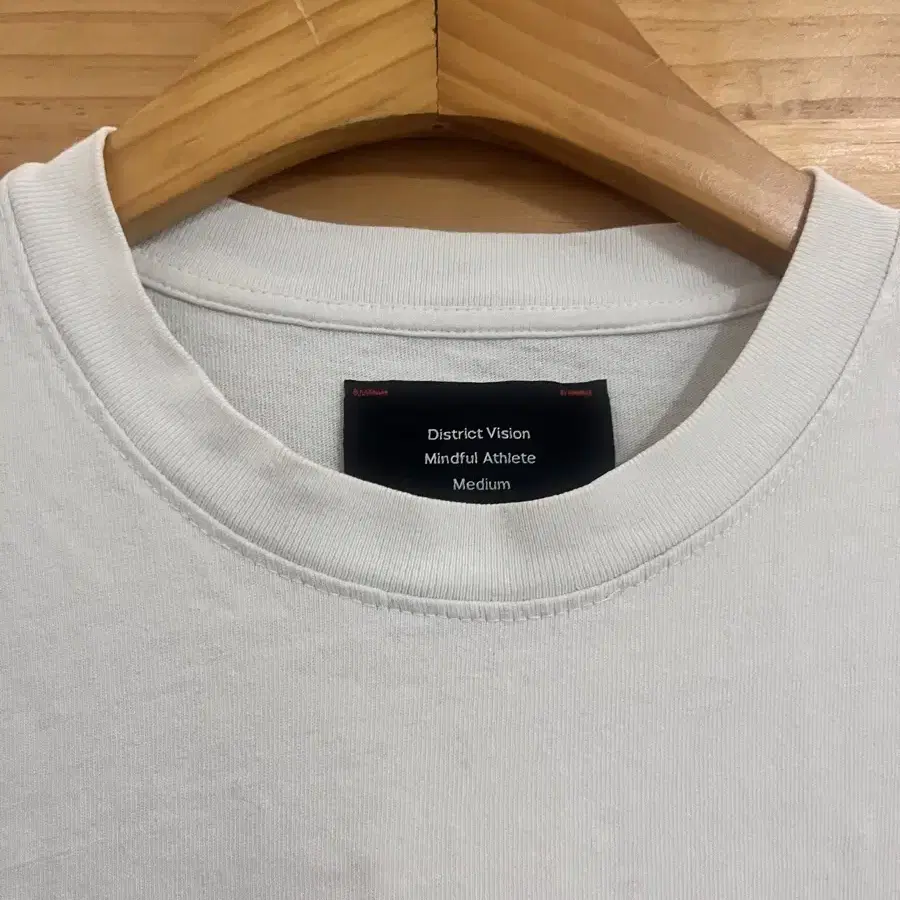 District Vision
Mindful Athlete
Medium